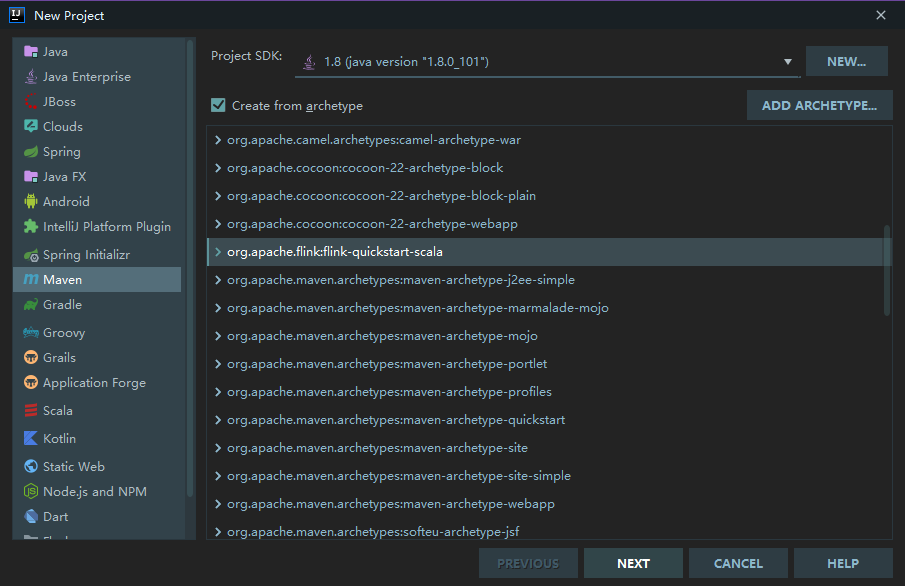 New Project
Java
Java Enterprise
JBoss
Clouds
Spring
Java FX
Android
IntelliJ Platform Plugin
Spring Initializr
Maven
Gradle
Groovy
Grails
Application Forge
Scala
Kotlin
Static Web
Node.js and NPM
Dart
Project SDK:
1.8 (java version "1.8.0_101")
NEW...
Create from archetype
ADD ARCHETYPE...
org.apache.camel.archetypes:camel-archetype-war
org.apache.cocoon:cocoon-22-archetype-block
org.apache.cocoon:cocoon-22-archetype-block-plain
org.apache.cocoon:cocoon-22-archetype-webapp
org.apache.flink:flink-quickstart-scala
org.apache.maven.archetypes:maven-archetype-j2ee-simple
org.apache.maven.archetypes:maven-archetype-marmalade-mojo
org.apache.maven.archetypes:maven-archetype-mojo
org.apache.maven.archetypes:maven-archetype-portlet
org.apache.maven.archetypes:maven-archetype-profiles
org.apache.maven.archetypes:maven-archetype-quickstart
org.apache.maven.archetypes:maven-archetype-site
org.apache.maven.archetypes:maven-archetype-site-simple
org.apache.maven.archetypes:maven-archetype-webapp
org.apache.maven.archetypes:softeu-archetype-jsf
PREVIOUS
NEXT
CANCEL
HELP